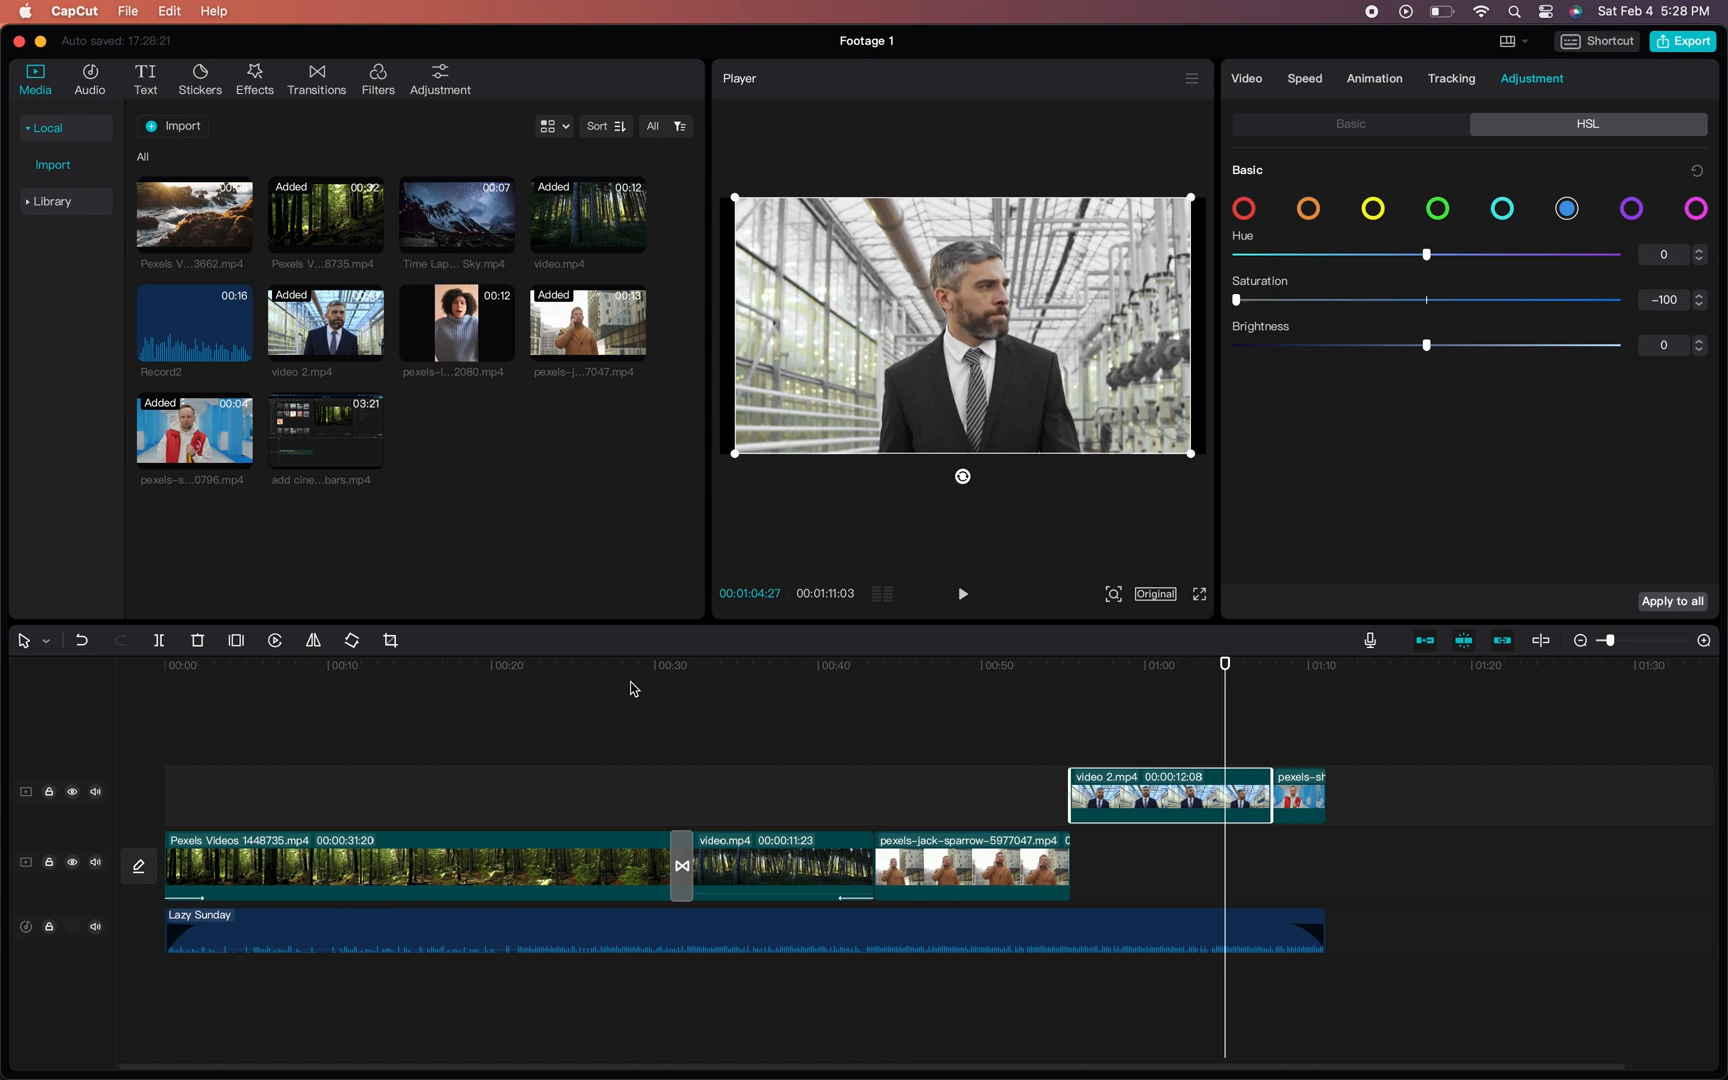 CapCut File Edit Help Sat Feb 4 5:28 PM
Auto saved: 17:28:21 Footage 1 Shortcut Export
Media Audio Text Stickers Effects Transitions Filters Adjustment
Local
Import
Library
Import Sort All
All
Added 00:32 00:07 Added 00:12
Pexels V...3662.mp4 Pexels V...8735.mp4 Time Lap... Sky.mp4 video.mp4
00:16 Added 00:12 Added 00:13
Record2 video 2.mp4 pexels-l...2080.mp4 pexels-j...7047.mp4
Added 00:04 03:21
pexels-s...0796.mp4 add cine...bars.mp4
Player
00:01:04:27 00:01:11:03 Original
Video Speed Animation Tracking Adjustment
Basic HSL
Basic
Hue
0
Saturation
-100
Brightness
0
Apply to all
00:00 00:10 00:20 00:30 00:40 00:50 01:00 01:10 01:20 01:30
video 2.mp4 00:00:12:08 pexels-sh
Pexels Videos 1448735.mp4 00:00:31:20 video.mp4 00:00:11:23 pexels-jack-sparrow-5977047.mp4
Lazy Sunday